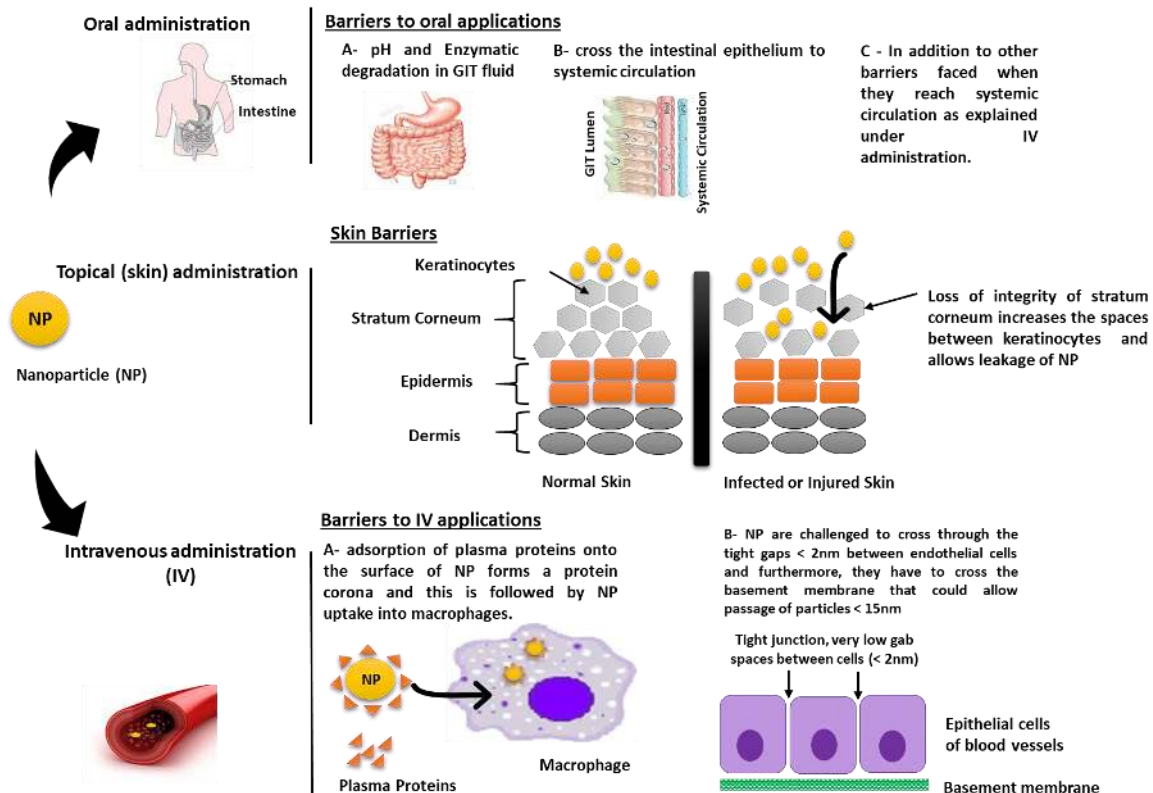 Oral administration
Stomach
Intestine
Barriers to oral applications
A- pH and Enzymatic
degradation in GIT fluid
B- cross the intestinal epithelium to
systemic circulation
GIT Lumen
Systemic Circulation
C - In addition to other
barriers faced when
they reach systemic
circulation as explained
under IV
administration.
Topical (skin) administration
NP
Nanoparticle (NP)
Skin Barriers
Keratinocytes
Stratum Corneum
Epidermis
Dermis
Normal Skin
Infected or Injured Skin
Loss of integrity of stratum
corneum increases the spaces
between keratinocytes and
allows leakage of NP
Intravenous administration
(IV)
Barriers to IV applications
A- adsorption of plasma proteins onto
the surface of NP forms a protein
corona and this is followed by NP
uptake into macrophages.
NP
Plasma Proteins
Macrophage
B- NP are challenged to cross through the
tight gaps < 2nm between endothelial cells
and furthermore, they have to cross the
basement membrane that could allow
passage of particles < 15nm
Tight junction, very low gab
spaces between cells (< 2nm)
Epithelial cells
of blood vessels
Basement membrane